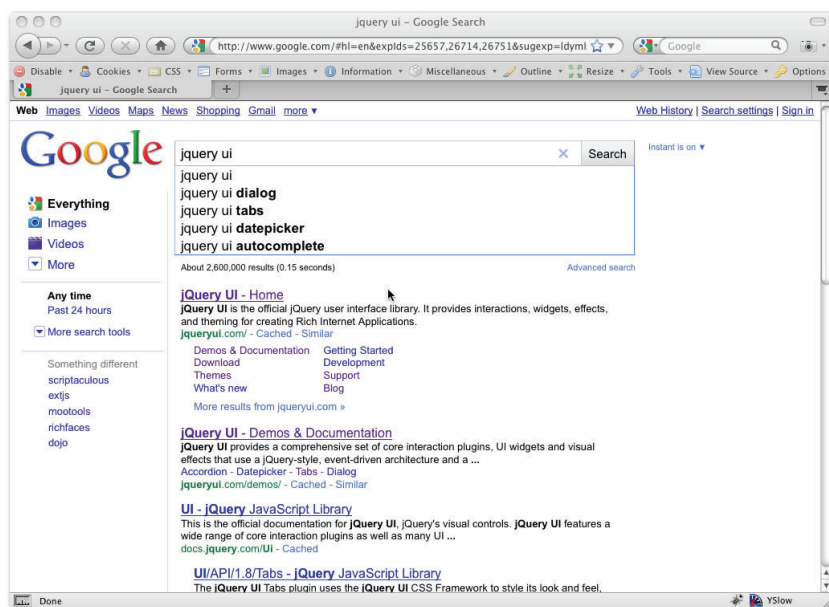 jquery ui – Google Search
http://www.google.com/#hl=en&expIds=25657,26714,26751&sugexp=ldyml
Google
Disable Cookies CSS Forms Images Information Miscellaneous Outline Resize Tools View Source Options
jquery ui – Google Search
Web Images Videos Maps News Shopping Gmail more ▼
Web History | Search settings | Sign in
Google
jquery ui
Search
Instant is on ▼
jquery ui
jquery ui dialog
jquery ui tabs
jquery ui datepicker
jquery ui autocomplete
Everything
Images
Videos
More
Any time
Past 24 hours
More search tools
Something different
scriptaculous
extjs
mootools
richfaces
dojo
About 2,600,000 results (0.15 seconds)
Advanced search
jQuery UI - Home
jQuery UI is the official jQuery user interface library. It provides interactions, widgets, effects,
and theming for creating Rich Internet Applications.
jqueryui.com/ - Cached - Similar
Demos & Documentation Getting Started
Download Development
Themes Support
What's new Blog
More results from jqueryui.com »
jQuery UI - Demos & Documentation
jQuery UI provides a comprehensive set of core interaction plugins, UI widgets and visual
effects that use a jQuery-style, event-driven architecture and a ...
Accordion - Datepicker - Tabs - Dialog
jqueryui.com/demos/ - Cached - Similar
UI - jQuery JavaScript Library
This is the official documentation for jQuery UI, jQuery's visual controls. jQuery UI features a
wide range of core interaction plugins as well as many UI ...
docs.jquery.com/Ui - Cached
UI/API/1.8/Tabs - jQuery JavaScript Library
The jQuery UI Tabs plugin uses the jQuery UI CSS Framework to style its look and feel,
Done
YSlow